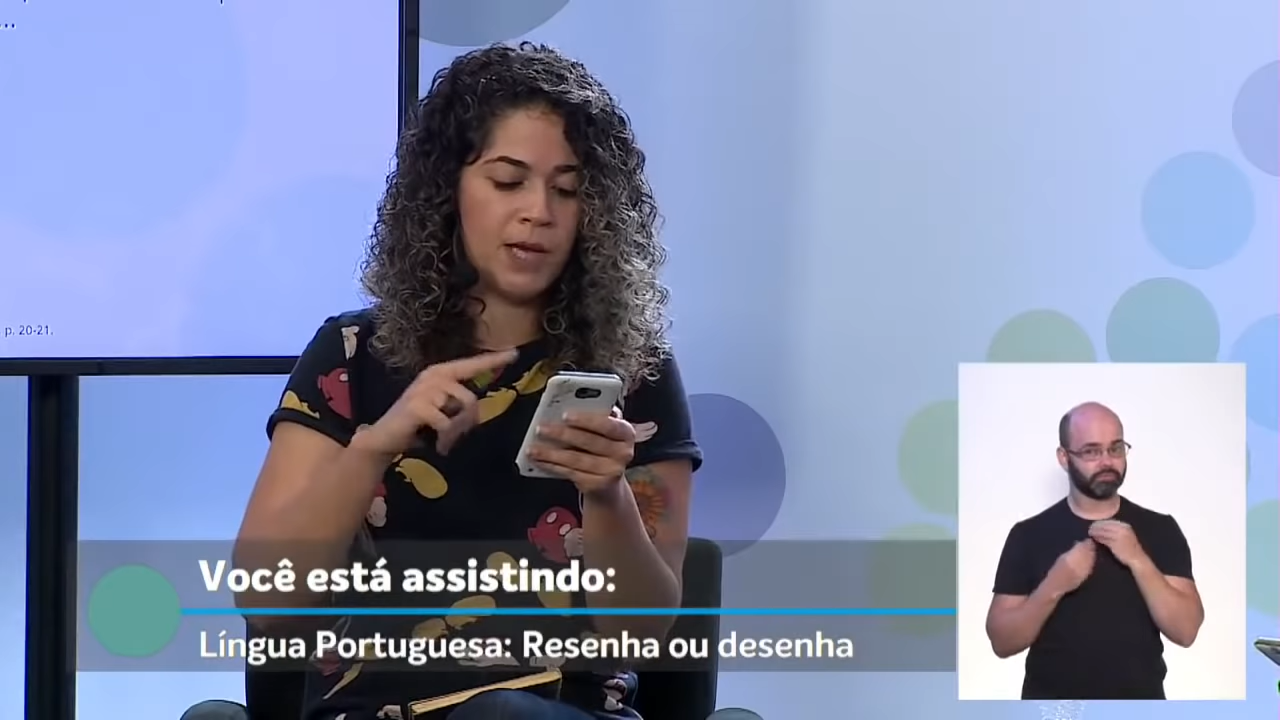 ...
p. 20-21.
Você está assistindo:
Língua Portuguesa: Resenha ou desenha